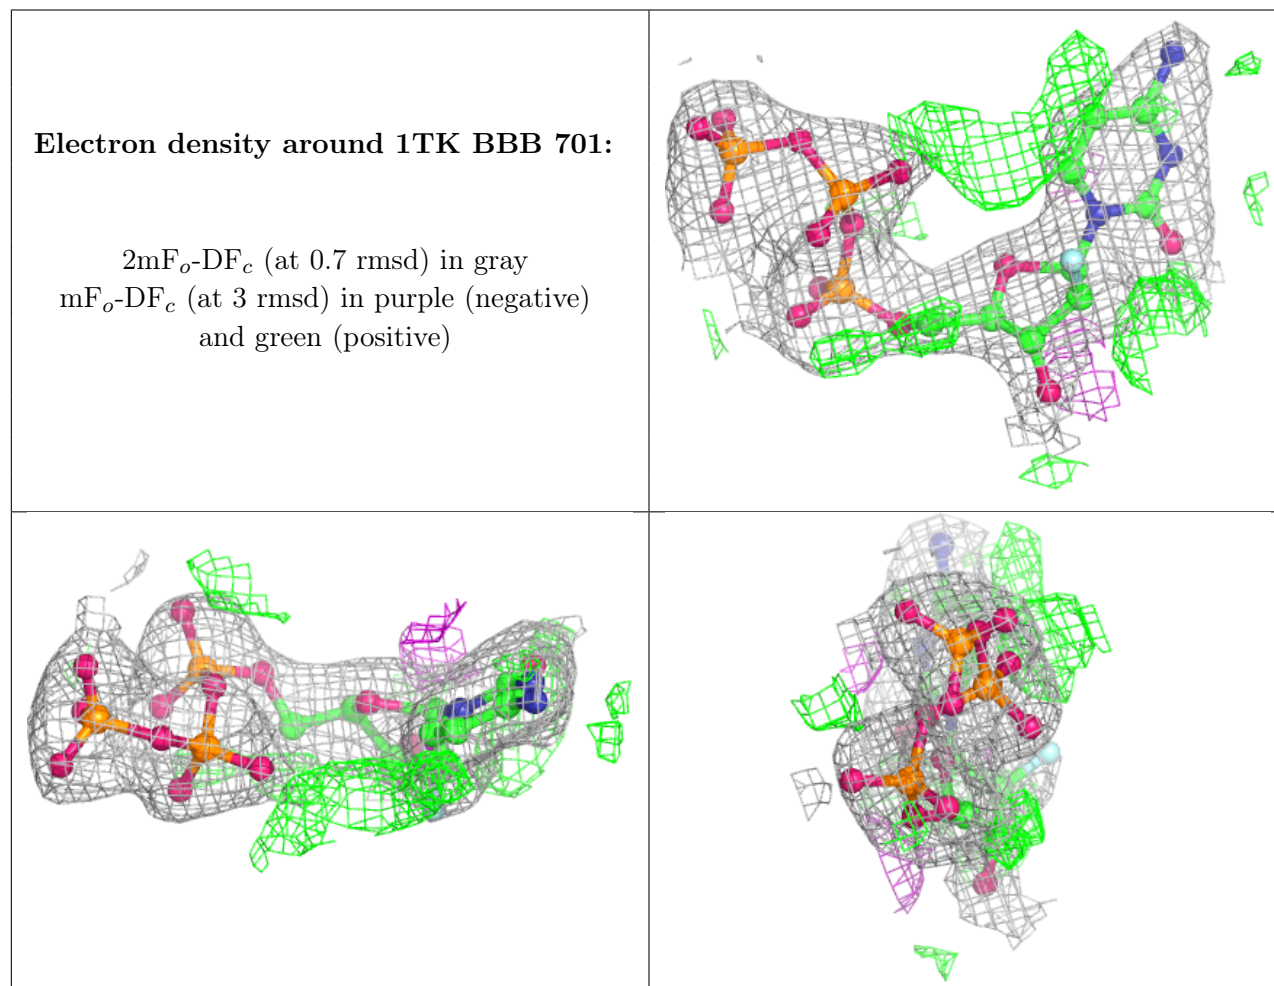 Electron density around 1TK BBB 701:
2mFo-DFc (at 0.7 rmsd) in gray
mFo-DFc (at 3 rmsd) in purple (negative)
and green (positive)